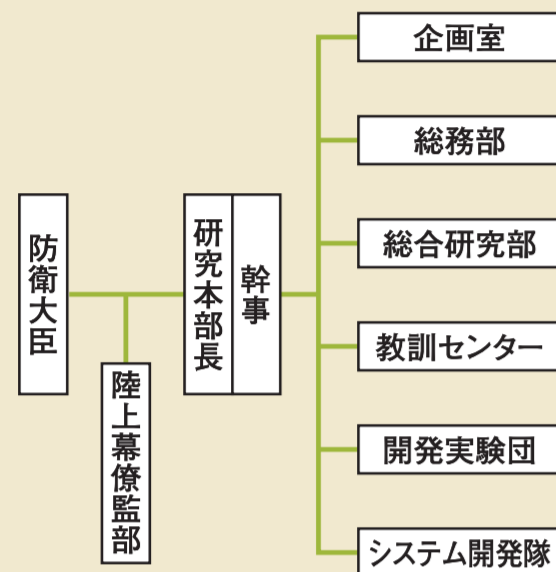 防衛大臣
陸上幕僚監部
研究本部長
幹事
企画室
総務部
総合研究部
教訓センター
開発実験団
システム開発隊